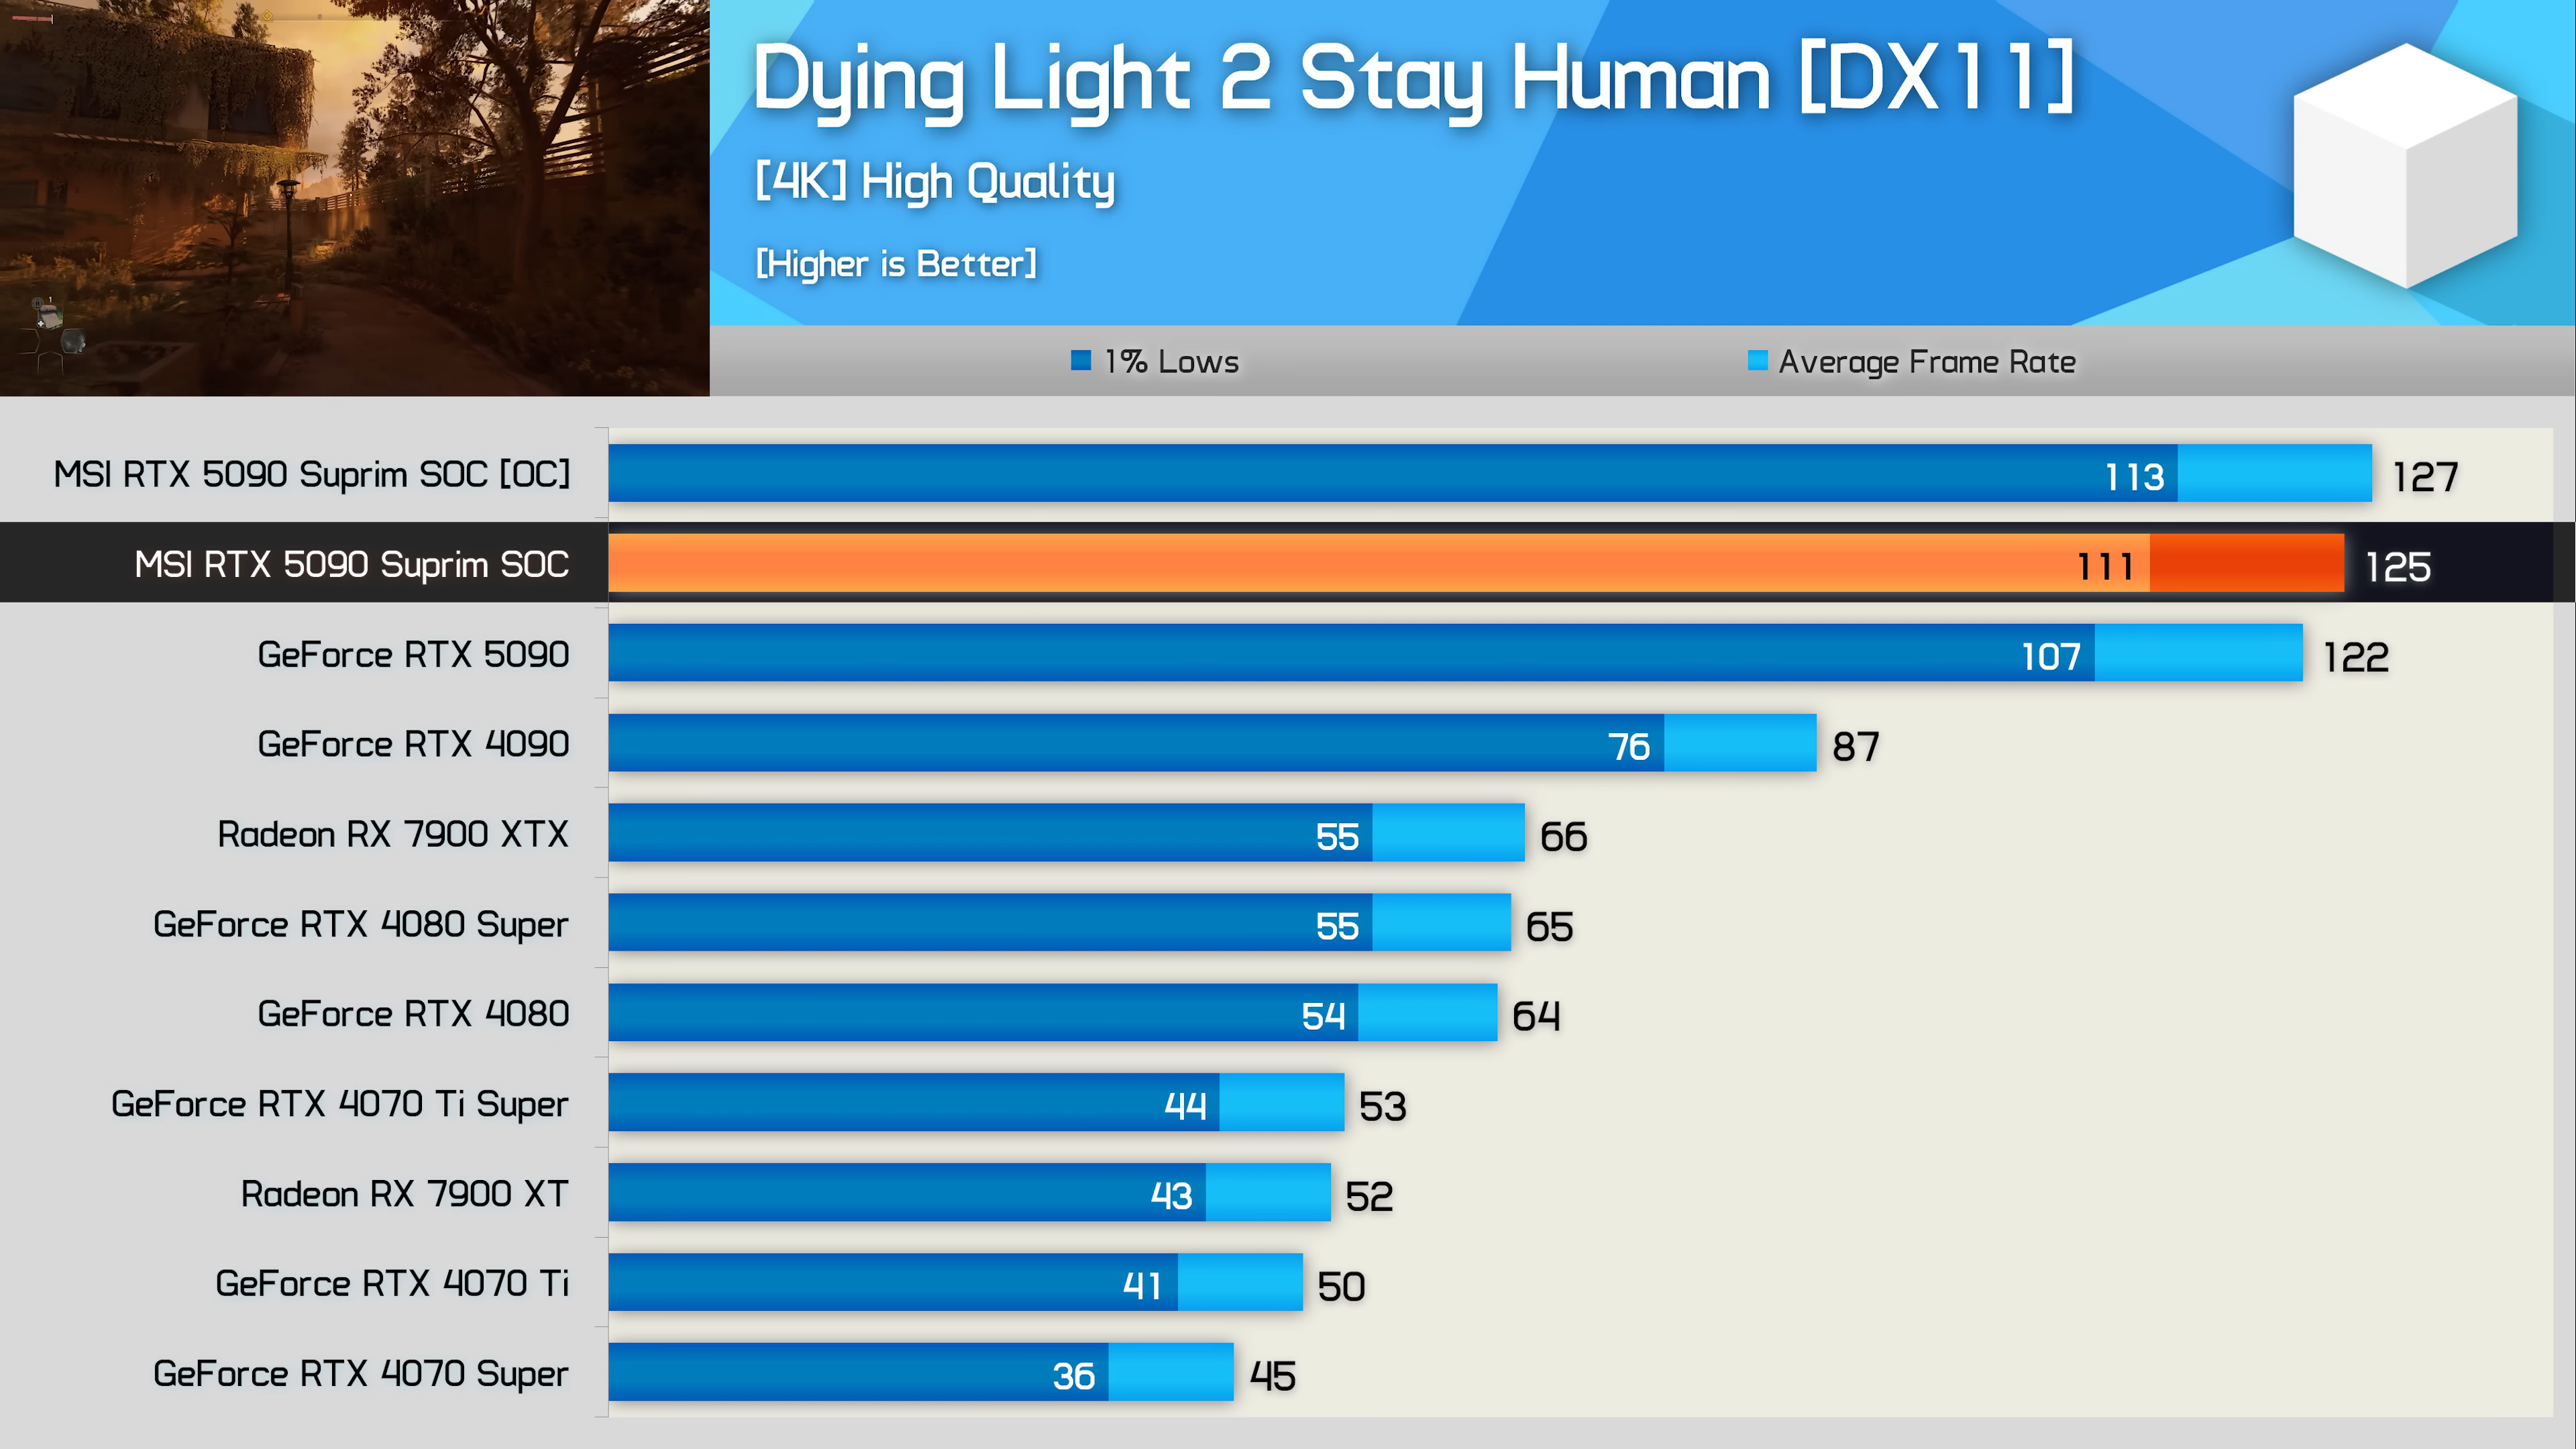 Dying Light 2 Stay Human [DX11]
[4K] High Quality
[Higher is Better]
1% Lows
Average Frame Rate
MSI RTX 5090 Suprim SOC [OC] 113 127
MSI RTX 5090 Suprim SOC 111 125
GeForce RTX 5090 107 122
GeForce RTX 4090 76 87
Radeon RX 7900 XTX 55 66
GeForce RTX 4080 Super 55 65
GeForce RTX 4080 54 64
GeForce RTX 4070 Ti Super 44 53
Radeon RX 7900 XT 43 52
GeForce RTX 4070 Ti 41 50
GeForce RTX 4070 Super 36 45